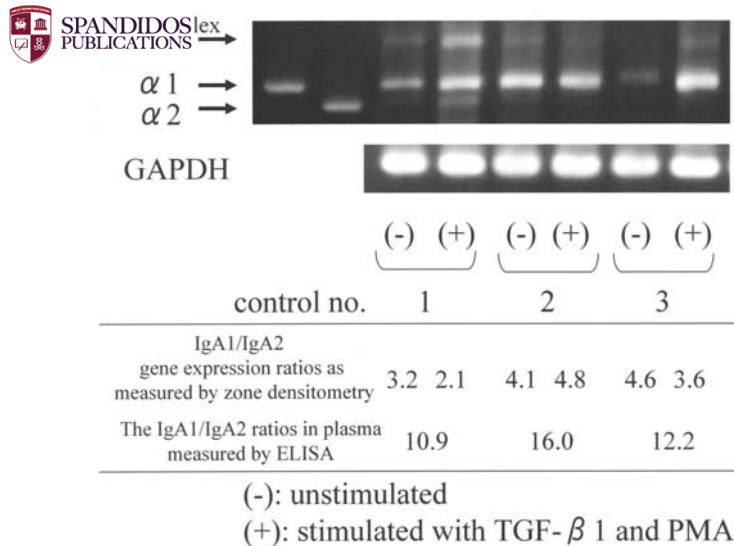 SPANDIDOS
PUBLICATIONS
lex
α1
α2
GAPDH
(-) (+) (-) (+) (-) (+)
control no. 1 2 3
IgA1/IgA2
gene expression ratios as
measured by zone densitometry
3.2 2.1 4.1 4.8 4.6 3.6
The IgA1/IgA2 ratios in plasma
measured by ELISA
10.9 16.0 12.2
(-): unstimulated
(+): stimulated with TGF-β1 and PMA